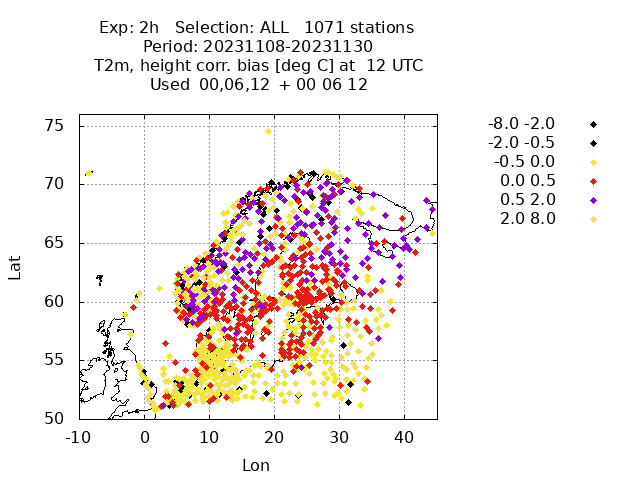 Exp: 2h   Selection: ALL   1071 stations
Period: 20231108-20231130
T2m, height corr. bias [deg C] at  12 UTC
Used  00,06,12  + 00 06 12
75
70
65
60
55
50
-10 0 10 20 30 40
Lat
Lon
-8.0 -2.0
-2.0 -0.5
-0.5 0.0
0.0 0.5
0.5 2.0
2.0 8.0